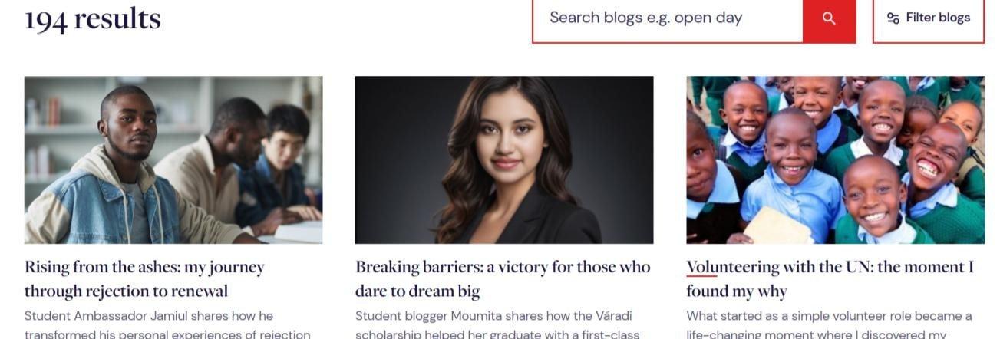 194 results
Search blogs e.g. open day
Filter blogs
Rising from the ashes: my journey
through rejection to renewal
Student Ambassador Jamiul shares how he
transformed his personal experiences of rejection
Breaking barriers: a victory for those who
dare to dream big
Student blogger Moumita shares how the Váradi
scholarship helped her graduate with a first-class
Volunteering with the UN: the moment I
found my why
What started as a simple volunteer role became a
life-changing moment where I discovered my